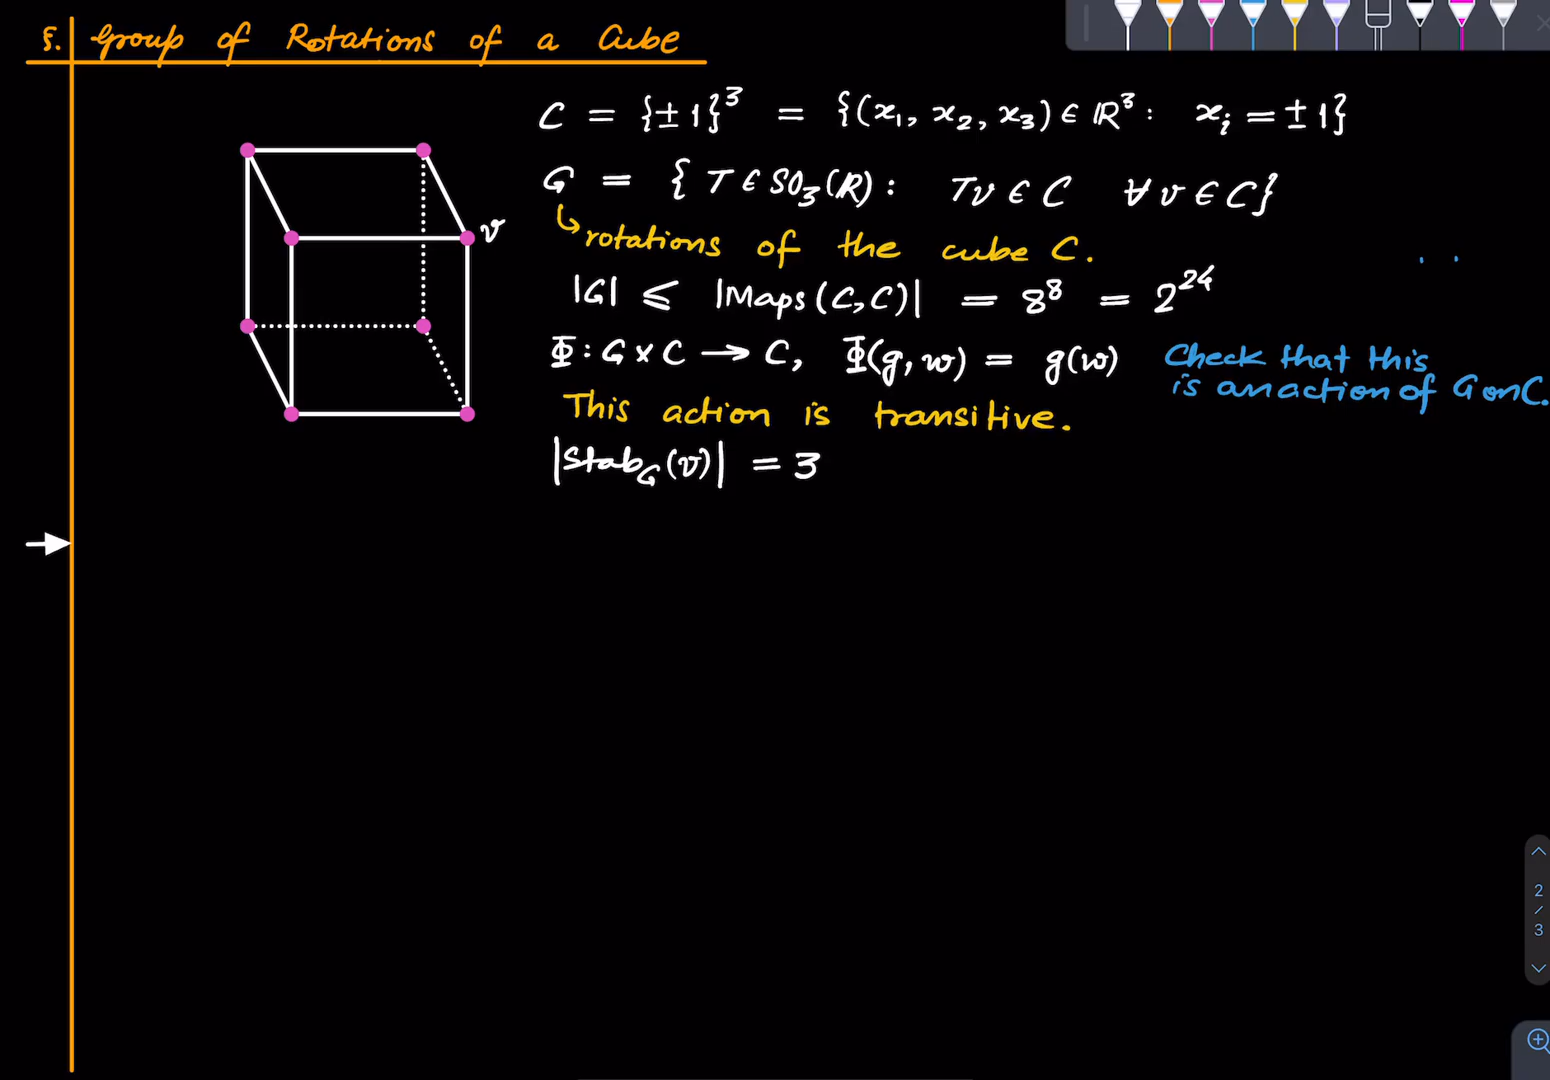 §. Group of Rotations of a Cube
C = {±1}³ = {(x₁, x₂, x₃) ∈ ℝ³ : xᵢ = ±1}
G = { T ∈ SO₃(ℝ) : Tv ∈ C ∀ v ∈ C}
v
↳ rotations of the cube C.
|G| ⩽ |Maps(C, C)| = 8⁸ = 2²⁴
Φ : G × C → C, Φ(g, w) = g(w) Check that this
is an action of G on C.
This action is transitive.
|Stab_G(v)| = 3
2
/
3